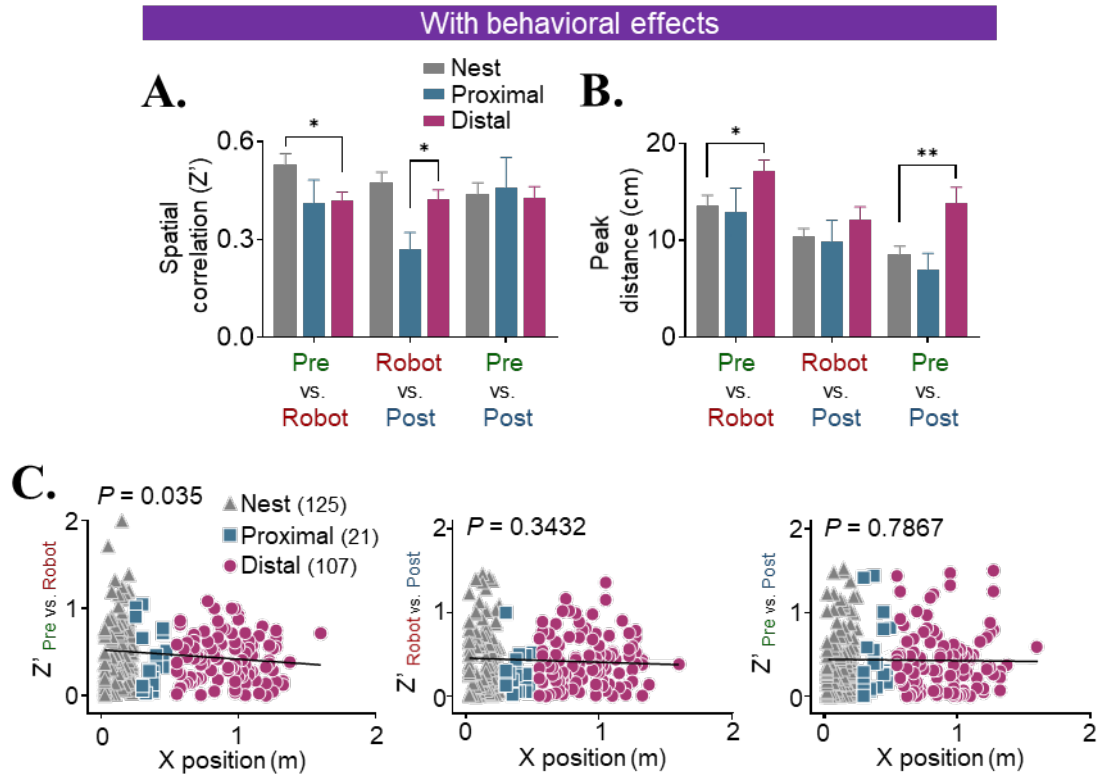 With behavioral effects
A.
Nest
Proximal
Distal
B.
*
*
Spatial
correlation (Z')
0.6
0.3
0.0
Pre
vs.
Robot
Robot
vs.
Post
Pre
vs.
Post
*
**
Peak
distance (cm)
20
10
0
Pre
vs.
Robot
Robot
vs.
Post
Pre
vs.
Post
C.
P = 0.035
Nest (125)
Proximal (21)
Distal (107)
Z' Pre vs. Robot
2
1
0
0 1 2
X position (m)
P = 0.3432
Z' Robot vs. Post
2
1
0
0 1 2
X position (m)
P = 0.7867
Z' Pre vs. Post
2
1
0
0 1 2
X position (m)